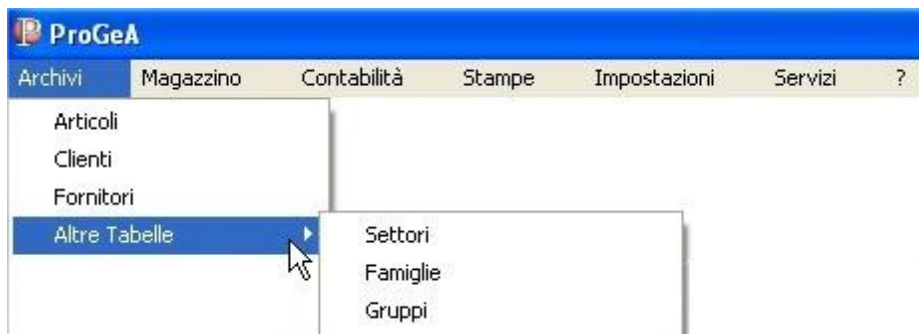 ProGeA
Archivi Magazzino Contabilità Stampe Impostazioni Servizi ?
Articoli
Clienti
Fornitori
Altre Tabelle
Settori
Famiglie
Gruppi